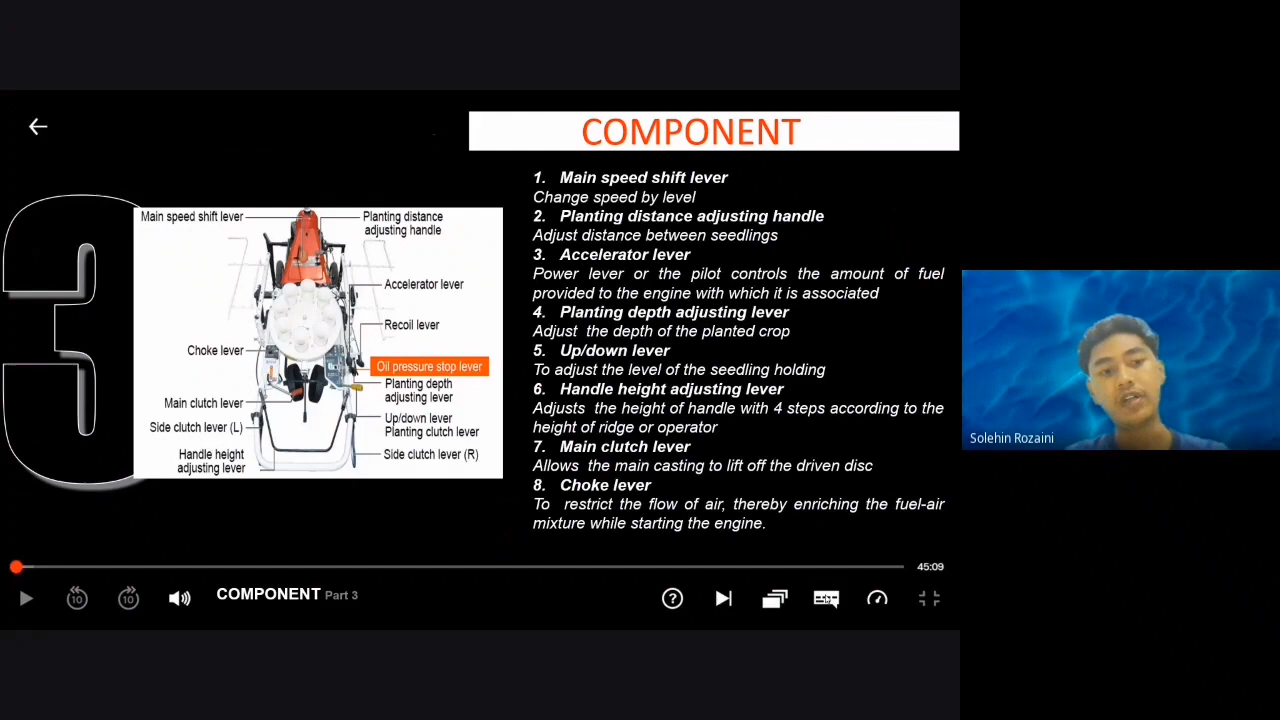 COMPONENT
1. Main speed shift lever
Change speed by level
2. Planting distance adjusting handle
Adjust distance between seedlings
3. Accelerator lever
Power lever or the pilot controls the amount of fuel
provided to the engine with which it is associated
4. Planting depth adjusting lever
Adjust the depth of the planted crop
5. Up/down lever
To adjust the level of the seedling holding
6. Handle height adjusting lever
Adjusts the height of handle with 4 steps according to the
height of ridge or operator
7. Main clutch lever
Allows the main casting to lift off the driven disc
8. Choke lever
To restrict the flow of air, thereby enriching the fuel-air
mixture while starting the engine.
3
Main speed shift lever
Planting distance
adjusting handle
Accelerator lever
Recoil lever
Choke lever
Oil pressure stop lever
Planting depth
adjusting lever
Main clutch lever
Up/down lever
Planting clutch lever
Side clutch lever (L)
Side clutch lever (R)
Handle height
adjusting lever
Solehin Rozaini
45:09
10
10
COMPONENT Part 3
?